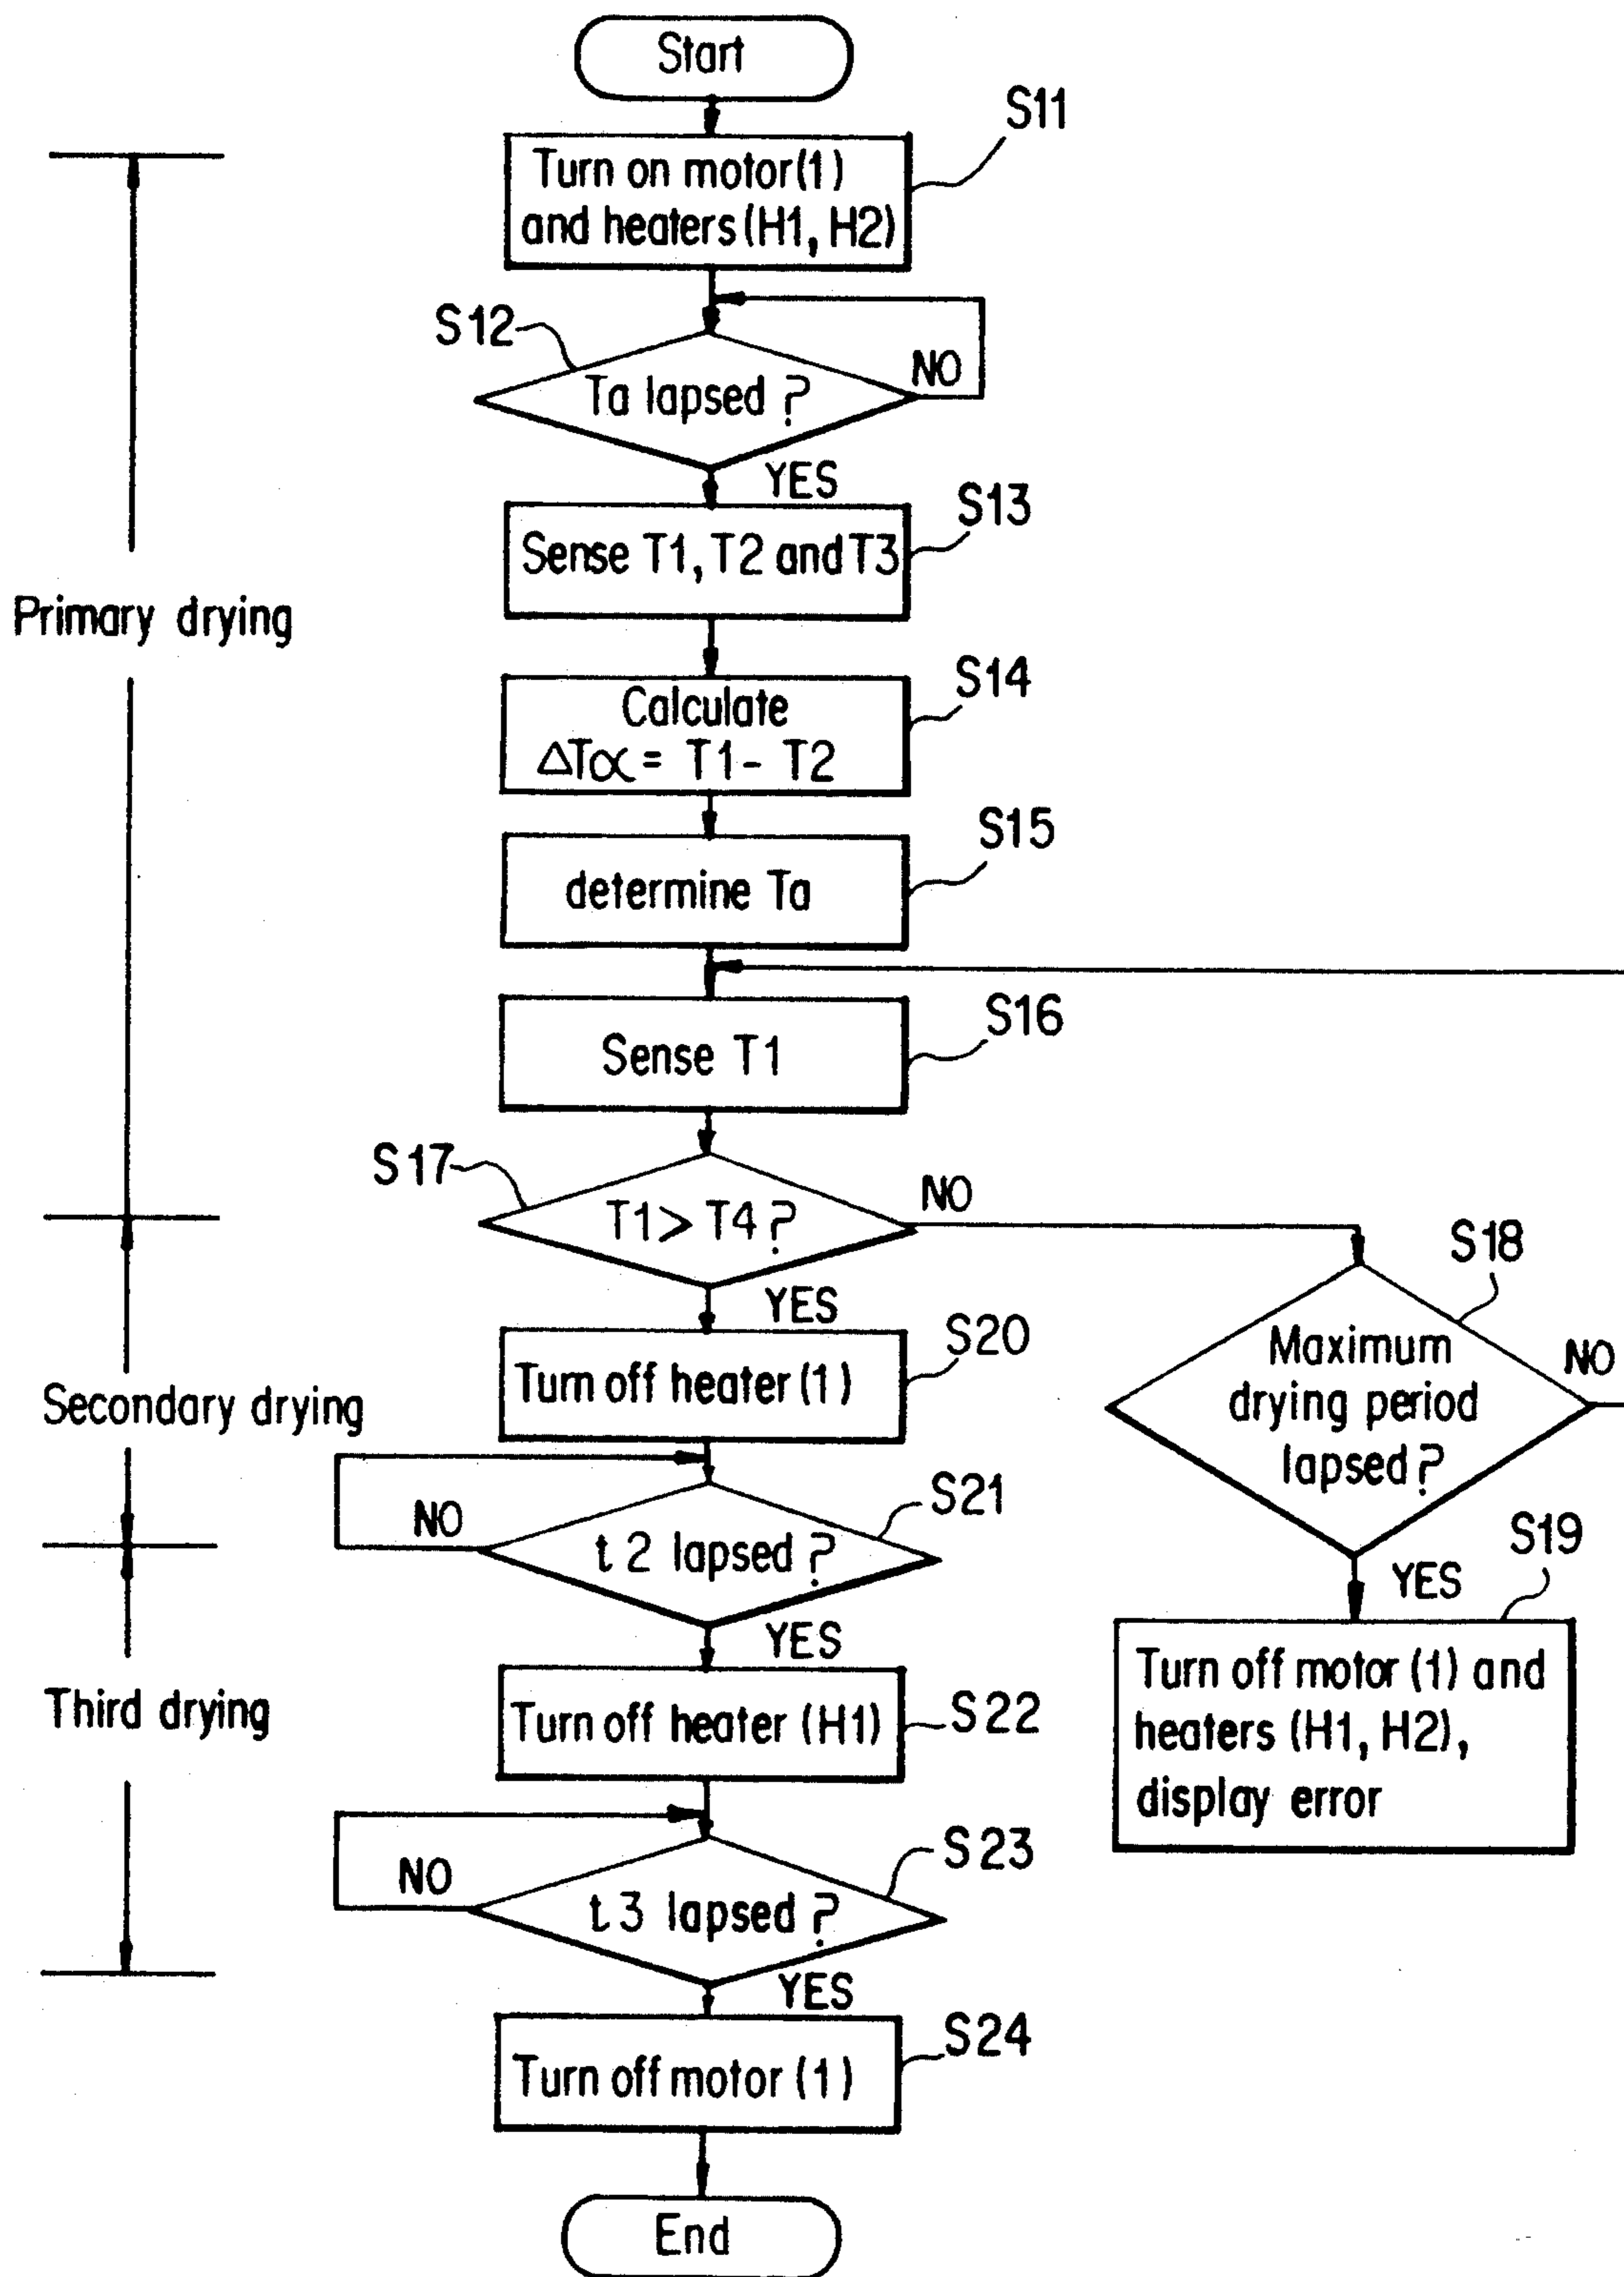 Start
S11
Turn on motor(1)
and heaters(H1, H2)
S12
Ta lapsed ?
NO
YES
S13
Sense T1, T2 and T3
Primary drying
S14
Calculate
△Tα = T1 - T2
S15
determine Ta
S16
Sense T1
S17
T1 > T4 ?
NO
YES
S18
Maximum
drying period
lapsed ?
NO
YES
S19
Turn off motor (1) and
heaters (H1, H2),
display error
S20
Turn off heater (1)
Secondary drying
S21
t2 lapsed ?
NO
YES
S22
Turn off heater (H1)
Third drying
S23
t3 lapsed ?
NO
YES
S24
Turn off motor (1)
End